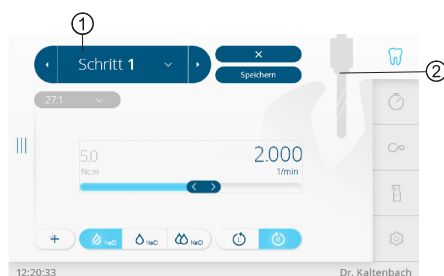 1
Schritt 1
×
Speichern
2
27:1
5.0
Ncm
2.000
1/min
NaCl
NaCl
NaCl
12:20:33
Dr. Kaltenbach